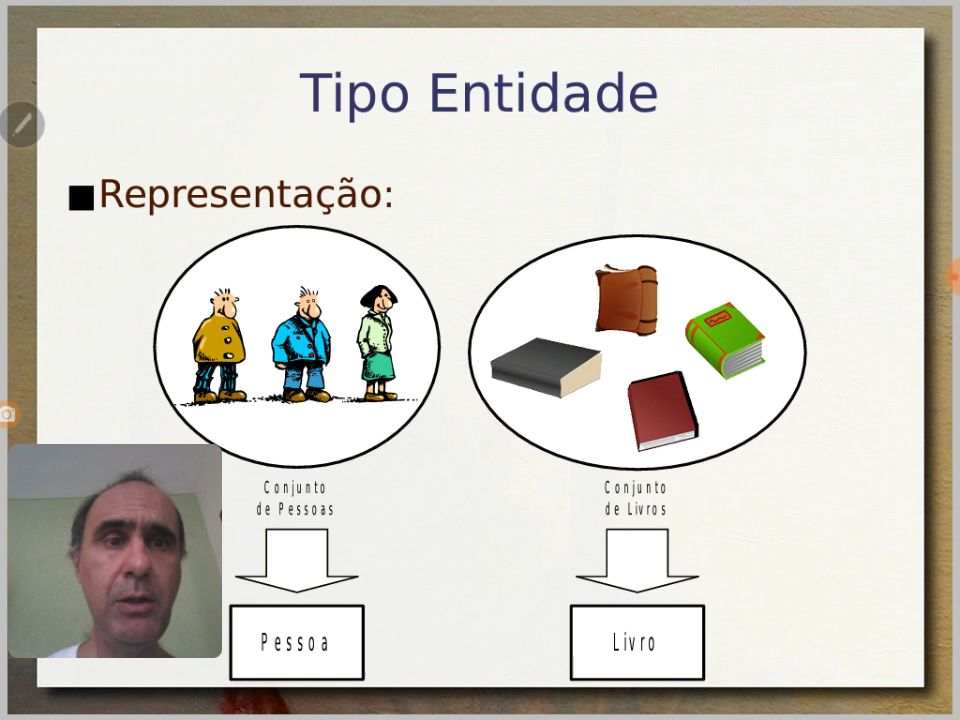 Tipo Entidade
Representação:
Conjunto
de Pessoas
Conjunto
de Livros
Pessoa
Livro